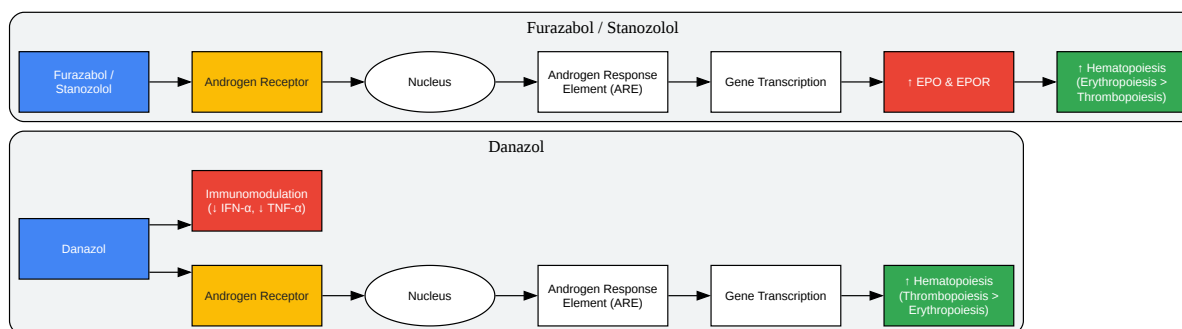 Furazabol / Stanozolol
Furazabol /
Stanozolol
Androgen Receptor
Nucleus
Androgen Response
Element (ARE)
Gene Transcription
↑ EPO & EPOR
↑ Hematopoiesis
(Erythropoiesis >
Thrombopoiesis)
Danazol
Immunomodulation
(↓ IFN-α, ↓ TNF-α)
Danazol
Androgen Receptor
Nucleus
Androgen Response
Element (ARE)
Gene Transcription
↑ Hematopoiesis
(Thrombopoiesis >
Erythropoiesis)